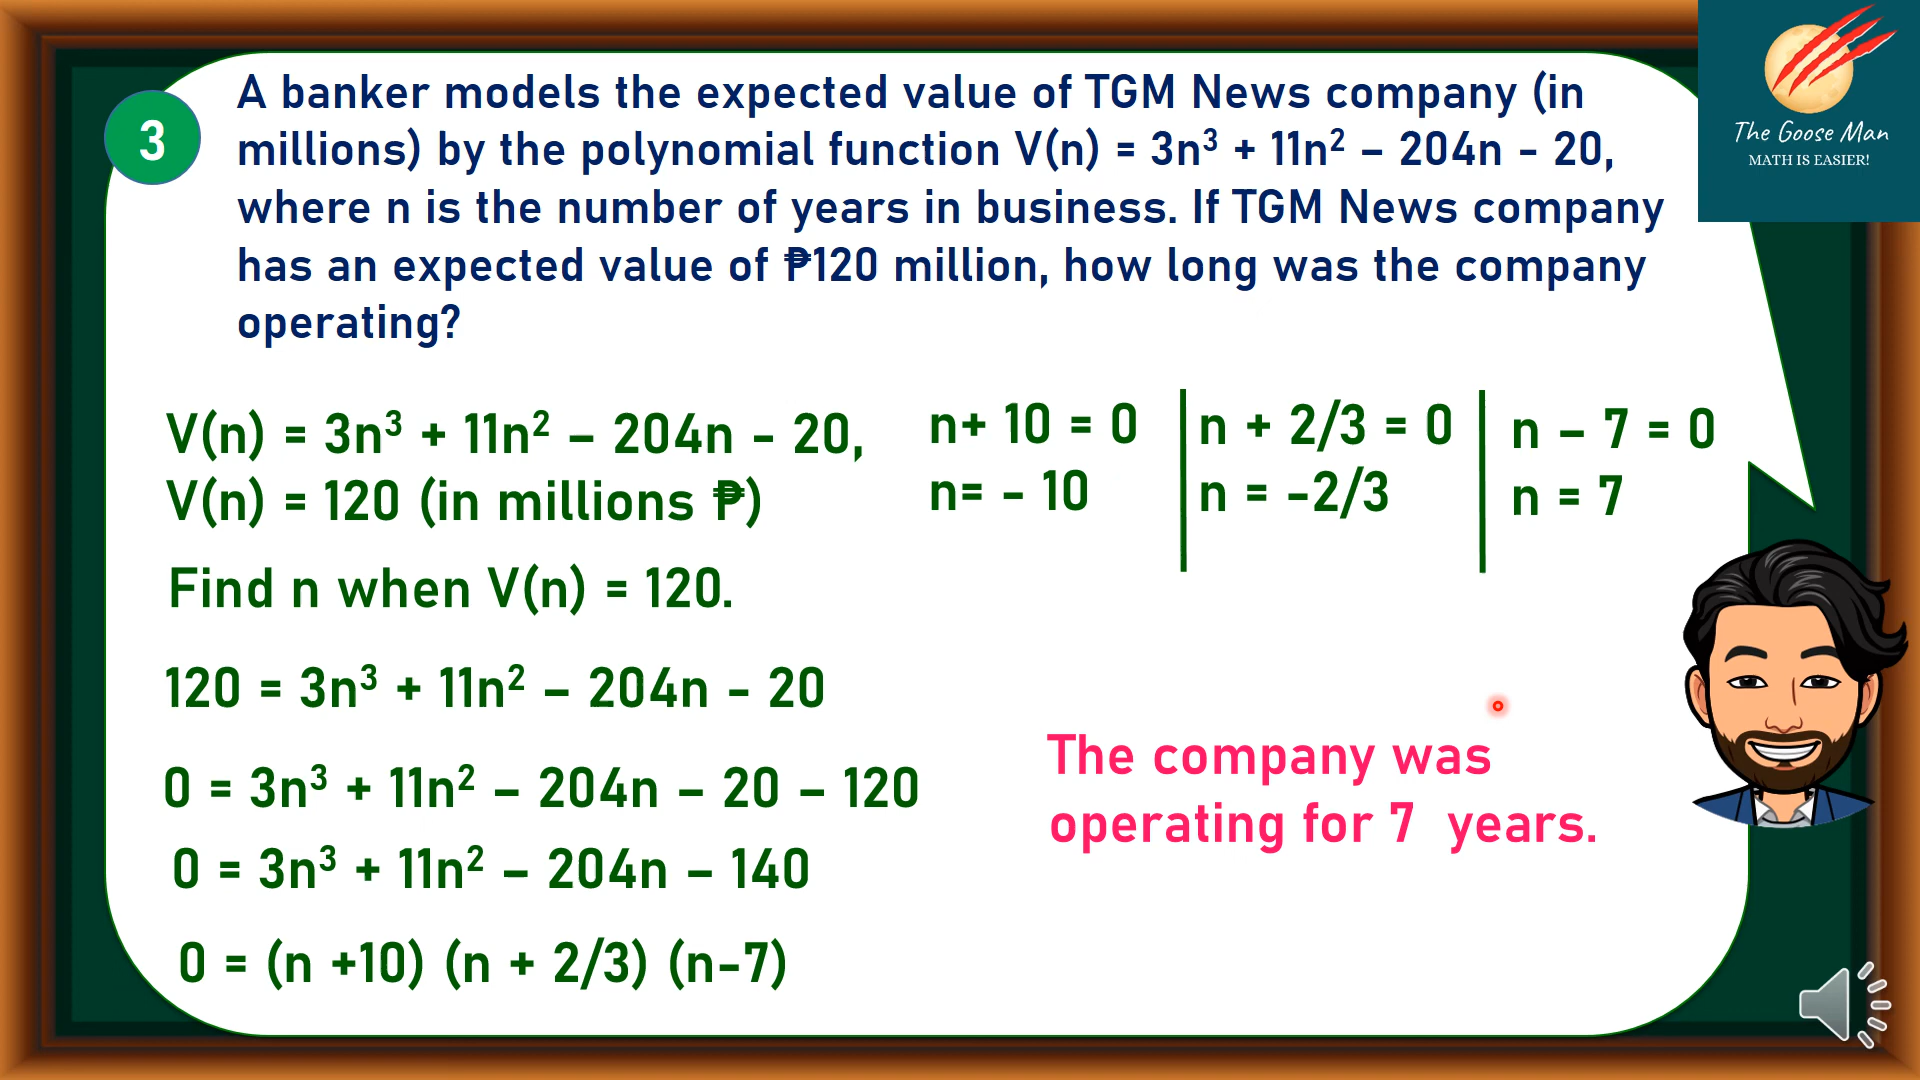 3
A banker models the expected value of TGM News company (in
millions) by the polynomial function V(n) = 3n³ + 11n² – 204n - 20,
where n is the number of years in business. If TGM News company
has an expected value of ₱120 million, how long was the company
operating?
The Goose Man
MATH IS EASIER!
V(n) = 3n³ + 11n² – 204n - 20,
V(n) = 120 (in millions ₱)
Find n when V(n) = 120.
120 = 3n³ + 11n² – 204n - 20
0 = 3n³ + 11n² – 204n – 20 – 120
0 = 3n³ + 11n² – 204n – 140
0 = (n +10) (n + 2/3) (n-7)
n+ 10 = 0
n= – 10
n + 2/3 = 0
n = -2/3
n – 7 = 0
n = 7
The company was
operating for 7 years.